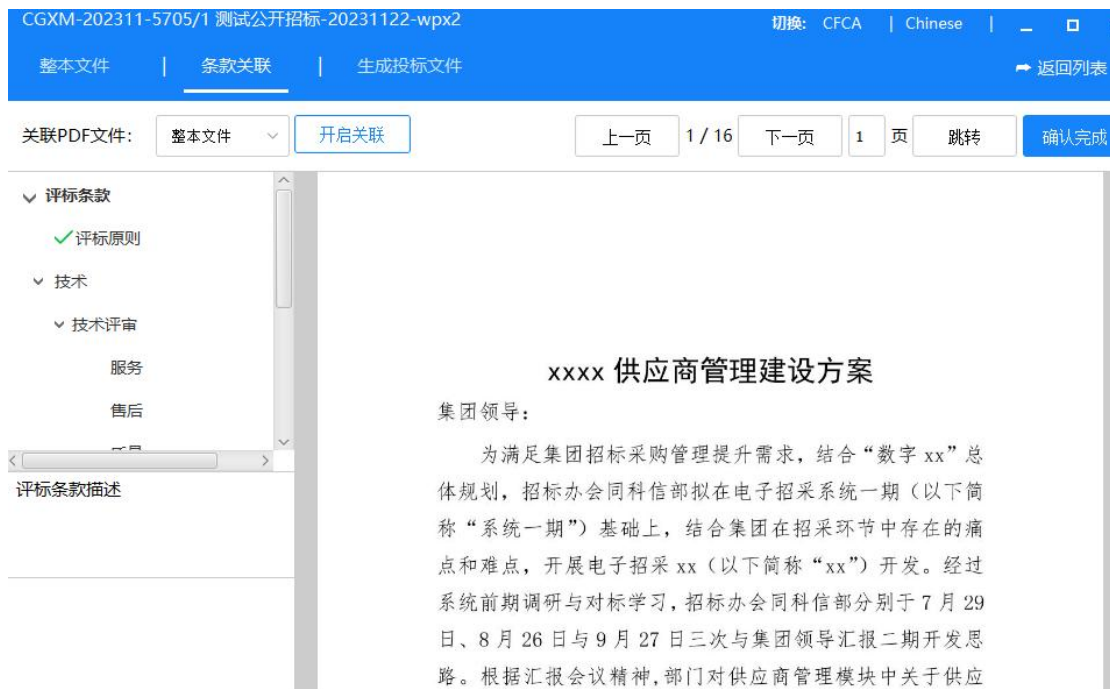 CGXM-202311-5705/1 测试公开招标-20231122-wpx2
切换: CFCA | Chinese |
整本文件 | 条款关联 | 生成投标文件
返回列表
关联PDF文件: 整本文件 开启关联 上一页 1 / 16 下一页 1 页 跳转 确认完成
评标条款
评标原则
技术
技术评审
服务
售后
评标条款描述
xxxx 供应商管理建设方案
集团领导：
为满足集团招标采购管理提升需求，结合“数字 xx”总
体规划，招标办会同科信部拟在电子招采系统一期（以下简
称“系统一期”）基础上，结合集团在招采环节中存在的痛
点和难点，开展电子招采 xx（以下简称“xx”）开发。经过
系统前期调研与对标学习，招标办会同科信部分别于 7 月 29
日、8 月 26 日与 9 月 27 日三次与集团领导汇报二期开发思
路。根据汇报会议精神，部门对供应商管理模块中关于供应